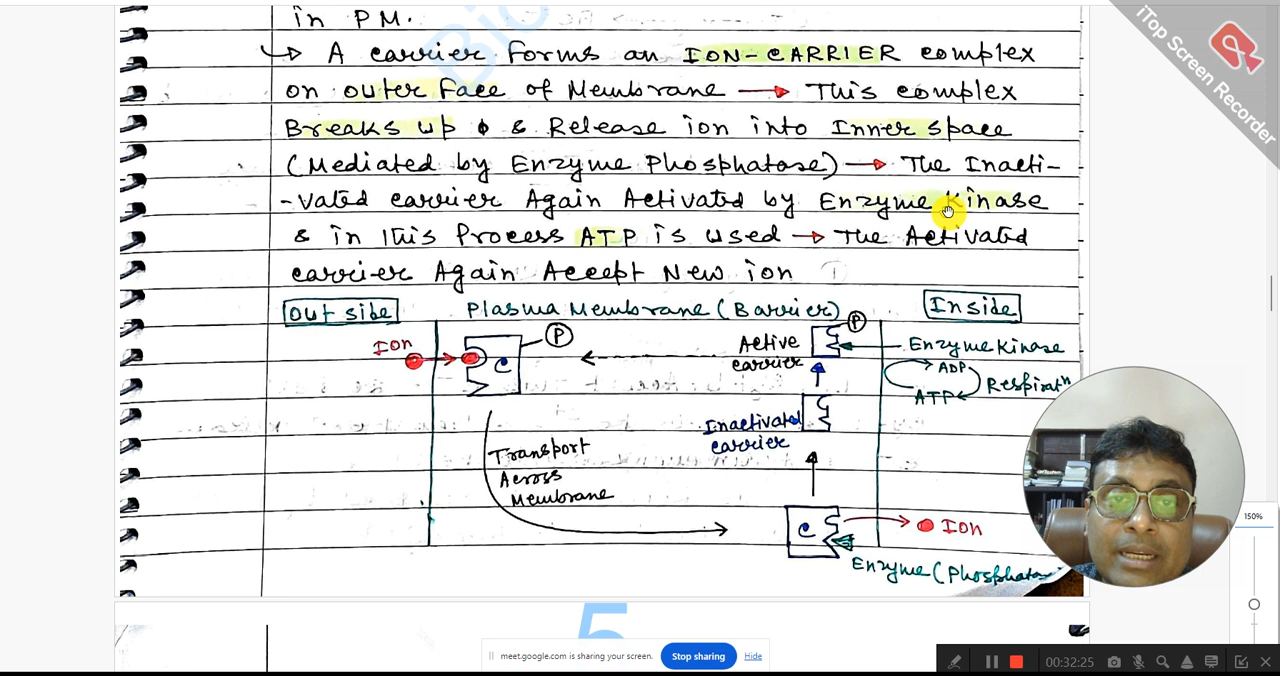 in PM.
↳ A carrier Forms an ION-CARRIER complex
on outer Face of Membrane → This complex
Breaks up & Release ion into Inner space
(Mediated by Enzyme Phosphatase) → The Inacti-
-vated carrier Again Activated by Enzyme Kinase
& in this Process ATP is used → The Activated
carrier Again Accept New ion
Out side
Plasma Membrane (Barrier)
Inside
Ion
P
C
Active
carrier
P
Enzyme Kinase
ADP
ATP
Inactivated
carrier
Transport
Across
Membrane
C
Ion
iTop Screen Recorder
150%
5
meet.google.com is sharing your screen.
Stop sharing
Hide
00:32:25